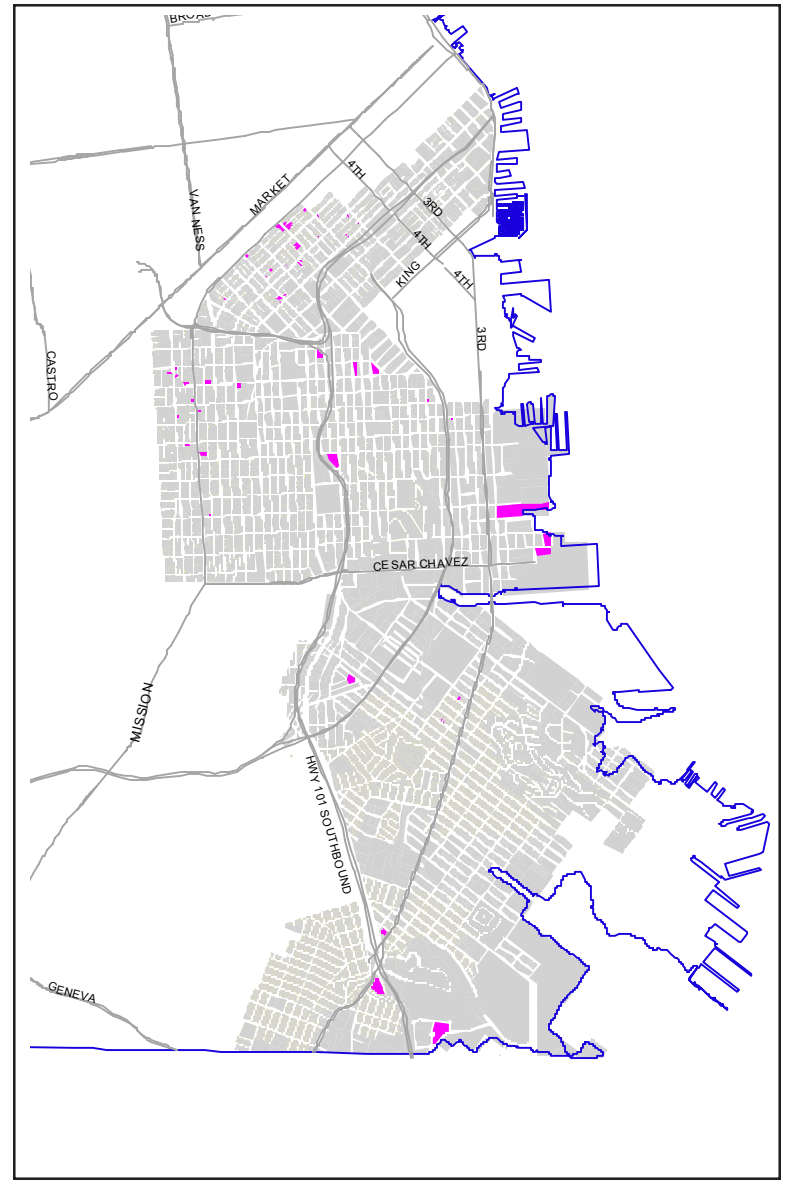 VAN NESS
MARKET
4TH
3RD
4TH
KING
4TH
3RD
CASTRO
CESAR CHAVEZ
MISSION
HWY 101 SOUTHBOUND
GENEVA